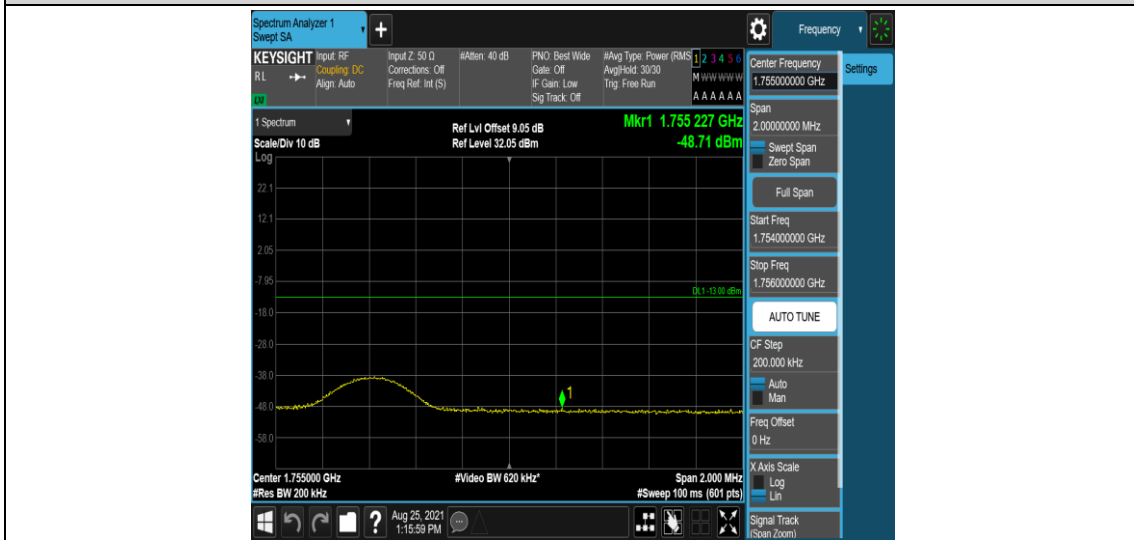 Spectrum Analyzer 1
Swept SA
+
Frequency
KEYSIGHT
RL
LXI
Input: RF
Coupling: DC
Align: Auto
Input Z: 50 Ω
Corrections: Off
Freq Ref: Int (S)
#Atten: 40 dB
PNO: Best Wide
Gate: Off
IF Gain: Low
Sig Track: Off
#Avg Type: Power (RMS
Avg|Hold: 30/30
Trig: Free Run
1 2 3 4 5 6
M W W W W W
A A A A A A
1 Spectrum
Scale/Div 10 dB
Log
Ref Lvl Offset 9.05 dB
Ref Level 32.05 dBm
Mkr1 1.755 227 GHz
-48.71 dBm
22.1
12.1
2.05
-7.95
DL1 -13.00 dBm
-18.0
-28.0
-38.0
-48.0
-58.0
1
Center 1.755000 GHz
#Res BW 200 kHz
#Video BW 620 kHz*
Span 2.000 MHz
#Sweep 100 ms (601 pts)
Center Frequency
1.755000000 GHz
Settings
Span
2.00000000 MHz
Swept Span
Zero Span
Full Span
Start Freq
1.754000000 GHz
Stop Freq
1.756000000 GHz
AUTO TUNE
CF Step
200.000 kHz
Auto
Man
Freq Offset
0 Hz
X Axis Scale
Log
Lin
Signal Track
(Span Zoom)
?
Aug 25, 2021
1:15:59 PM